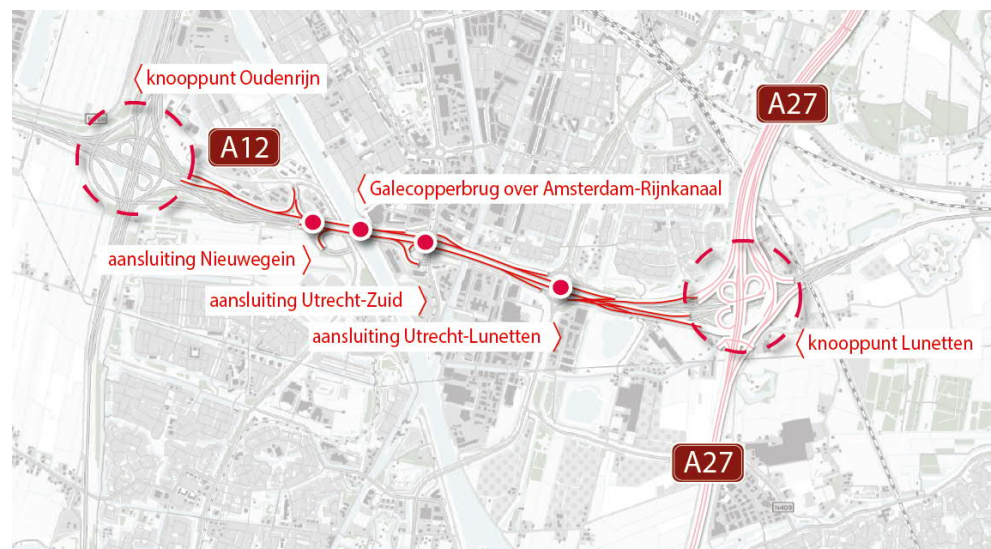 knooppunt Oudenrijn
A27
A12
Galecopperbrug over Amsterdam-Rijnkanaal
aansluiting Nieuwegein
aansluiting Utrecht-Zuid
aansluiting Utrecht-Lunetten
knooppunt Lunetten
A27
N409